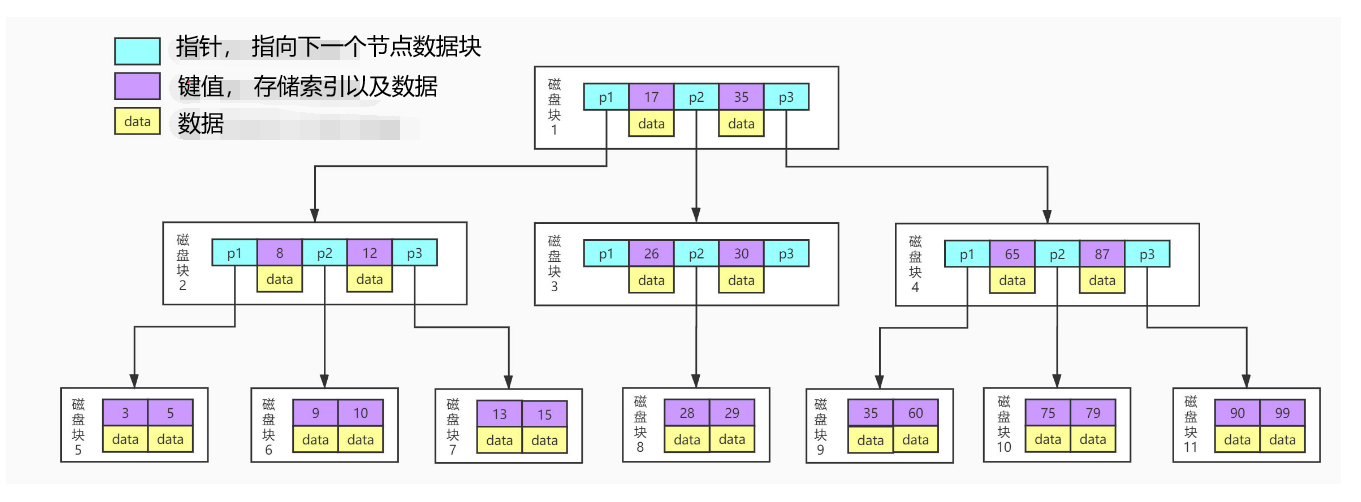 指针， 指向下一个节点数据块
键值， 存储索引以及数据
data 数据
磁盘块1
p1 17 p2 35 p3
data data
磁盘块2
p1 8 p2 12 p3
data data
磁盘块3
p1 26 p2 30 p3
data data
磁盘块4
p1 65 p2 87 p3
data data
磁盘块5
3 5
data data
磁盘块6
9 10
data data
磁盘块7
13 15
data data
磁盘块8
28 29
data data
磁盘块9
35 60
data data
磁盘块10
75 79
data data
磁盘块11
90 99
data data